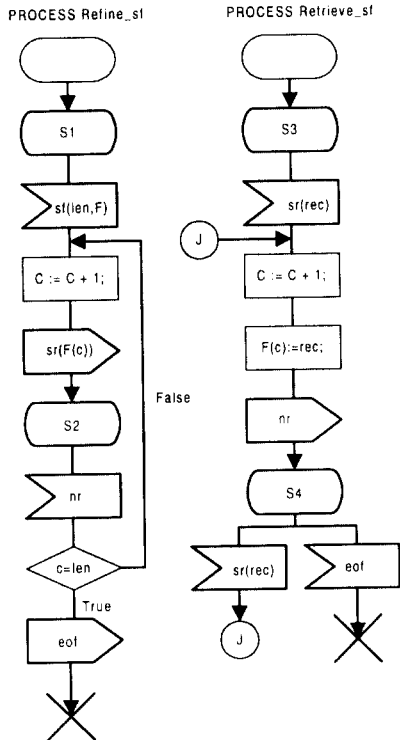 PROCESS Refine_sf
S1
sf(len,F)
C := C + 1;
sr(F(c))
S2
nr
c=len
False
True
eof
PROCESS Retrieve_sf
S3
sr(rec)
J
C := C + 1;
F(c):=rec;
nr
S4
sr(rec)
eof
J